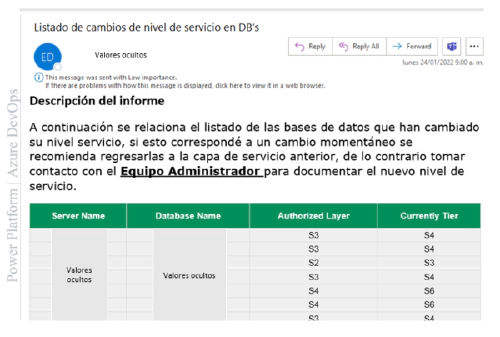 Listado de cambios de nivel de servicio en DB's
ED
Valores ocultos
Reply
Reply All
Forward
lunes 24/01/2022 9:00 a. m.
This message was sent with Low importance.
If there are problems with how this message is displayed, click here to view it in a web browser.
Descripción del informe
A continuación se relaciona el listado de las bases de datos que han cambiado
su nivel servicio, si esto correspondé a un cambio momentáneo se
recomienda regresarlas a la capa de servicio anterior, de lo contrario tomar
contacto con el Equipo Administrador para documentar el nuevo nivel de
servicio.
Server Name Database Name Authorized Layer Currently Tier
S3 S4
S3 S4
S2 S3
Valores
ocultos
Valores ocultos
S3 S4
S4 S6
S4 S6
S3 S4
Power Platform | Azure DevOps